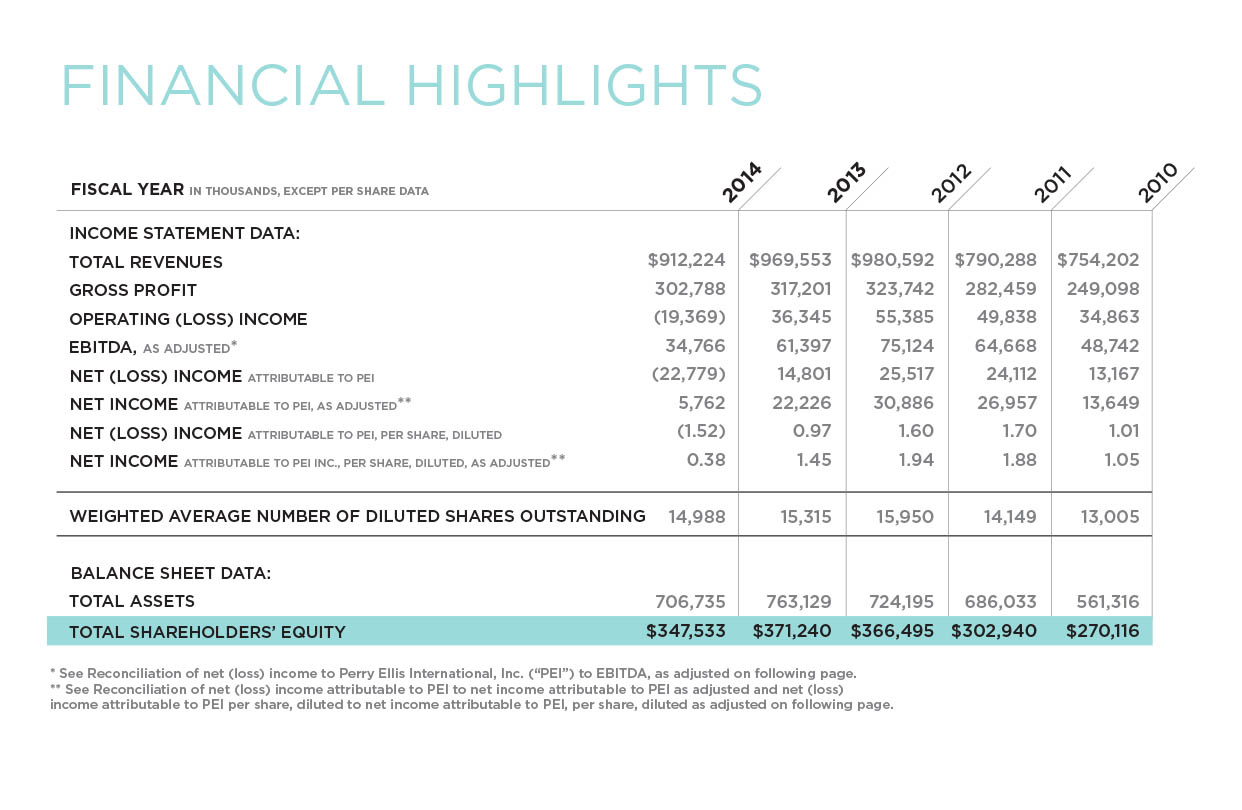 FINANCIAL HIGHLIGHTS
FISCAL YEAR IN THOUSANDS, EXCEPT PER SHARE DATA 2014 2013 2012 2011 2010
INCOME STATEMENT DATA:
TOTAL REVENUES $912,224 $969,553 $980,592 $790,288 $754,202
GROSS PROFIT 302,788 317,201 323,742 282,459 249,098
OPERATING (LOSS) INCOME (19,369) 36,345 55,385 49,838 34,863
EBITDA, AS ADJUSTED* 34,766 61,397 75,124 64,668 48,742
NET (LOSS) INCOME ATTRIBUTABLE TO PEI (22,779) 14,801 25,517 24,112 13,167
NET INCOME ATTRIBUTABLE TO PEI, AS ADJUSTED** 5,762 22,226 30,886 26,957 13,649
NET (LOSS) INCOME ATTRIBUTABLE TO PEI, PER SHARE, DILUTED (1.52) 0.97 1.60 1.70 1.01
NET INCOME ATTRIBUTABLE TO PEI INC., PER SHARE, DILUTED, AS ADJUSTED** 0.38 1.45 1.94 1.88 1.05
WEIGHTED AVERAGE NUMBER OF DILUTED SHARES OUTSTANDING 14,988 15,315 15,950 14,149 13,005
BALANCE SHEET DATA:
TOTAL ASSETS 706,735 763,129 724,195 686,033 561,316
TOTAL SHAREHOLDERS’ EQUITY $347,533 $371,240 $366,495 $302,940 $270,116
* See Reconciliation of net (loss) income to Perry Ellis International, Inc. (“PEI”) to EBITDA, as adjusted on following page.
** See Reconciliation of net (loss) income attributable to PEI to net income attributable to PEI as adjusted and net (loss)
income attributable to PEI per share, diluted to net income attributable to PEI, per share, diluted as adjusted on following page.